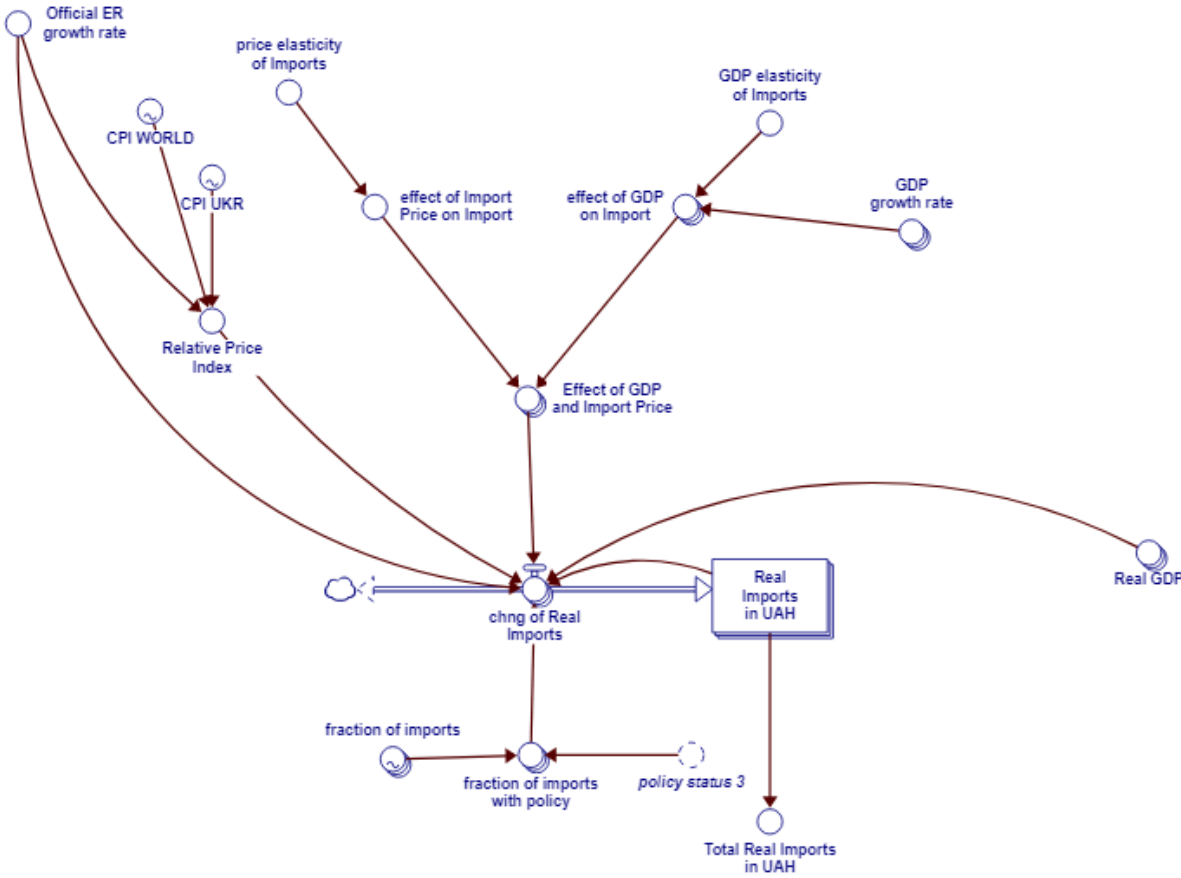 Official ER
growth rate
price elasticity
of Imports
GDP elasticity
of Imports
CPI WORLD
CPI UKR
effect of Import
Price on Import
effect of GDP
on Import
GDP
growth rate
Relative Price
Index
Effect of GDP
and Import Price
Real GDP
Real
Imports
in UAH
chng of Real
Imports
fraction of imports
fraction of imports
with policy
policy status 3
Total Real Imports
in UAH